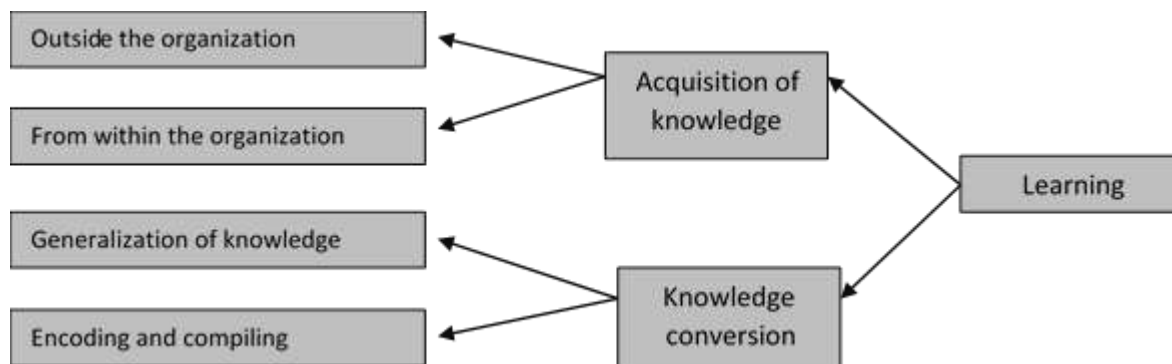 Outside the organization
From within the organization
Generalization of knowledge
Encoding and compiling
Acquisition of
knowledge
Knowledge
conversion
Learning